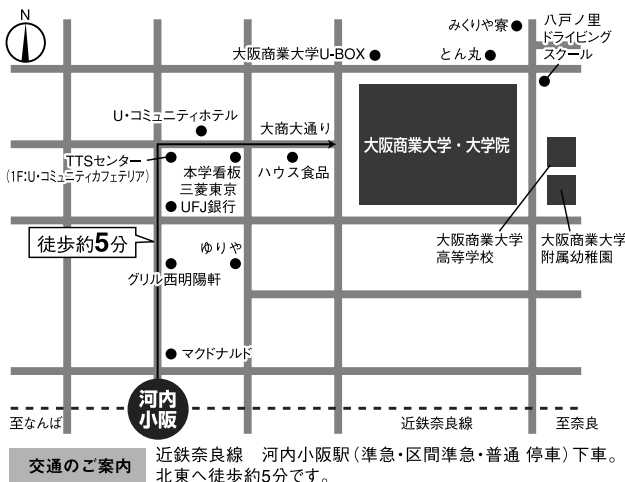 N
みくりや寮
八戸ノ里
ドライビング
スクール
大阪商業大学U-BOX
とん丸
U・コミュニティホテル
大商大通り
大阪商業大学・大学院
TTSセンター
(1F:U・コミュニティカフェテリア)
本学看板
ハウス食品
三菱東京
UFJ銀行
徒歩約5分
ゆりや
グリル西明陽軒
大阪商業大学
高等学校
大阪商業大学
附属幼稚園
マクドナルド
河内
小阪
至なんば
近鉄奈良線
至奈良
交通のご案内
近鉄奈良線 河内小阪駅(準急・区間準急・普通 停車)下車。
北東へ徒歩約5分です。